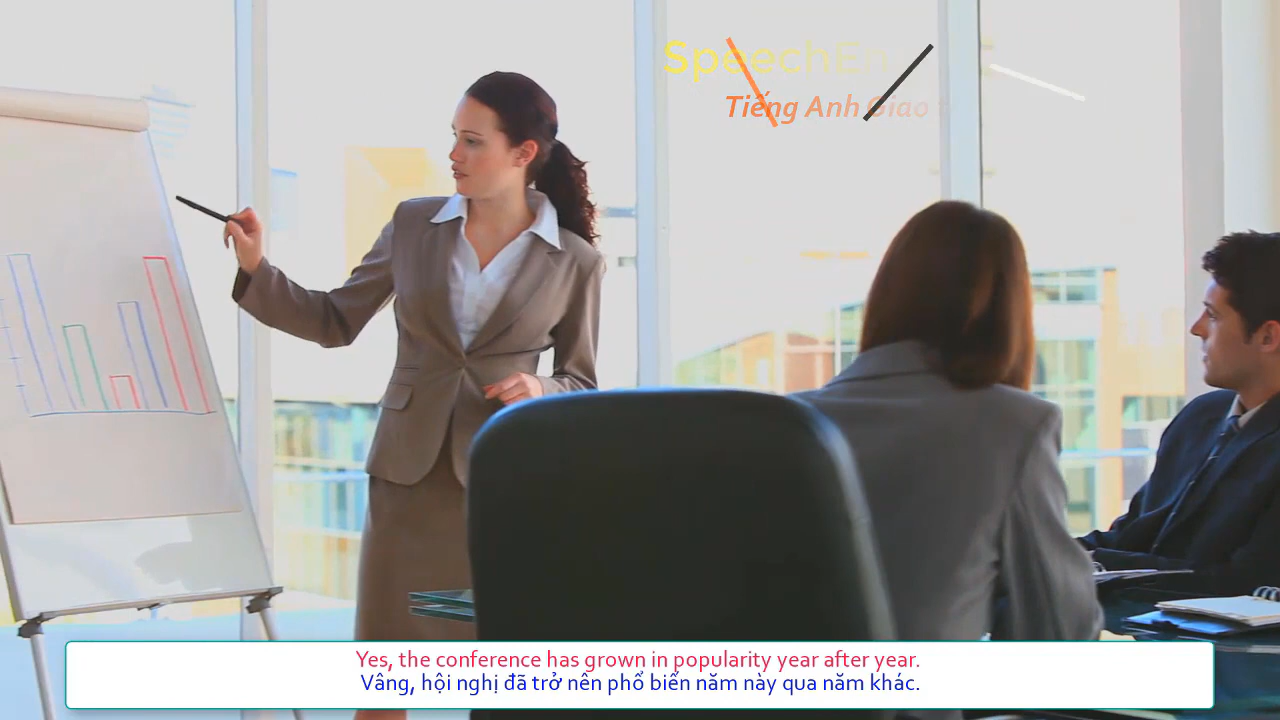 SpeechEn
Tiếng Anh Giao
Yes, the conference has grown in popularity year after year.
Vâng, hội nghị đã trở nên phổ biến năm này qua năm khác.